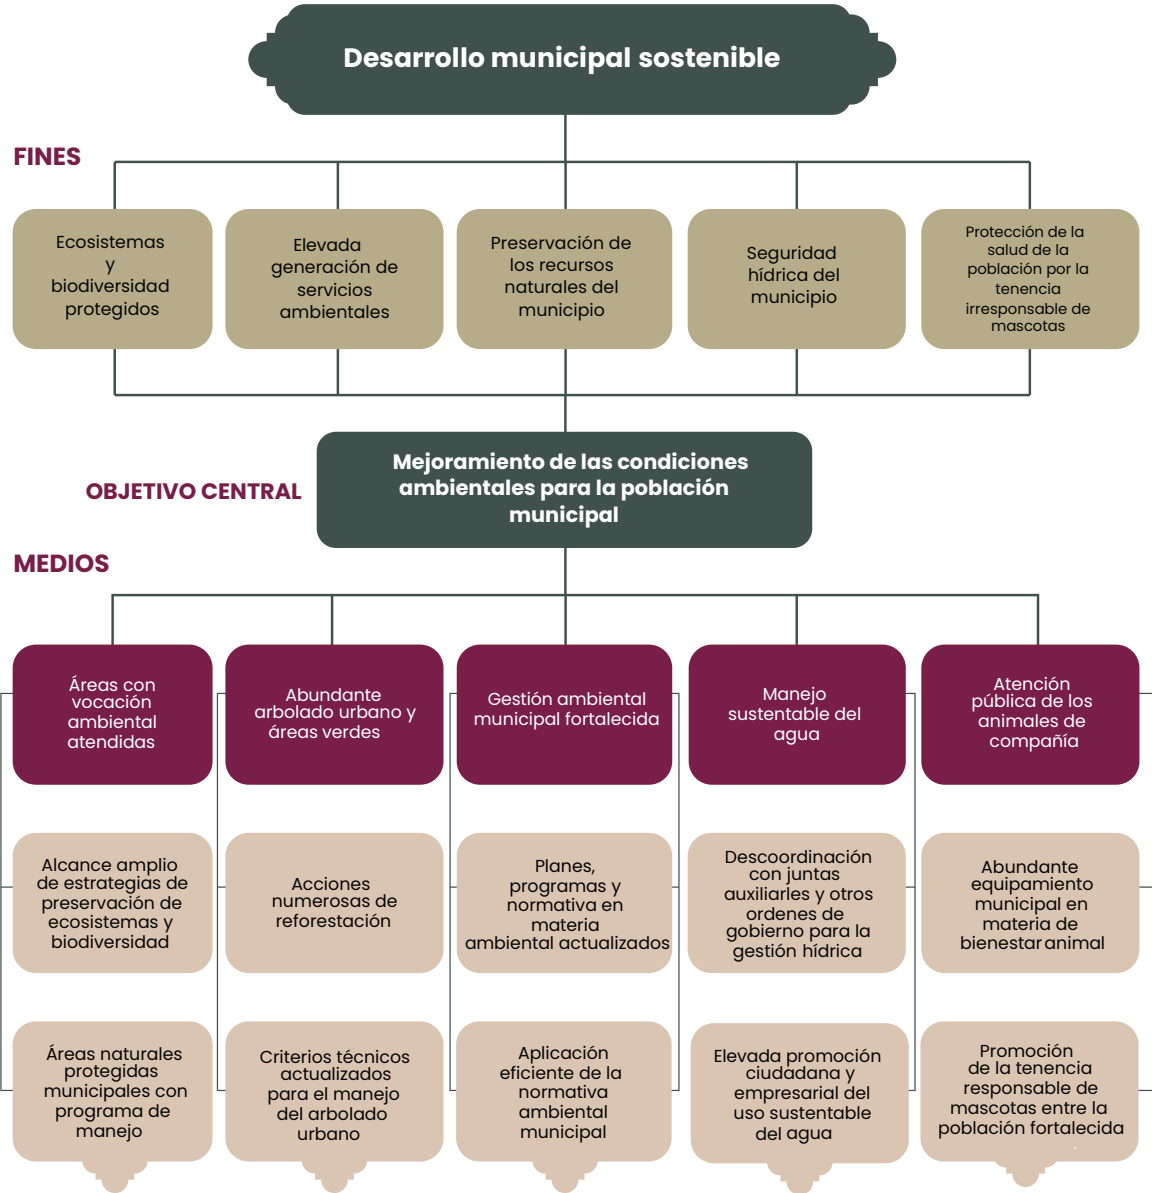 Desarrollo municipal sostenible
FINES
Ecosistemas
y
biodiversidad
protegidos
Elevada
generación de
servicios
ambientales
Preservación de
los recursos
naturales del
municipio
Seguridad
hídrica del
municipio
Protección de la
salud de la
población por la
tenencia
irresponsable de
mascotas
OBJETIVO CENTRAL
Mejoramiento de las condiciones
ambientales para la población
municipal
MEDIOS
Áreas con
vocación
ambiental
atendidas
Abundante
arbolado urbano y
áreas verdes
Gestión ambiental
municipal fortalecida
Manejo
sustentable del
agua
Atención
pública de los
animales de
compañía
Alcance amplio
de estrategias de
preservación de
ecosistemas y
biodiversidad
Acciones
numerosas de
reforestación
Planes,
programas y
normativa en
materia
ambiental actualizados
Descoordinación
con juntas
auxiliarles y otros
ordenes de
gobierno para la
gestión hídrica
Abundante
equipamiento
municipal en
materia de
bienestar animal
Áreas naturales
protegidas
municipales con
programa de
manejo
Criterios técnicos
actualizados
para el manejo
del arbolado
urbano
Aplicación
eficiente de la
normativa
ambiental
municipal
Elevada promoción
ciudadana y
empresarial del
uso sustentable
del agua
Promoción
de la tenencia
responsable de
mascotas entre la
población fortalecida